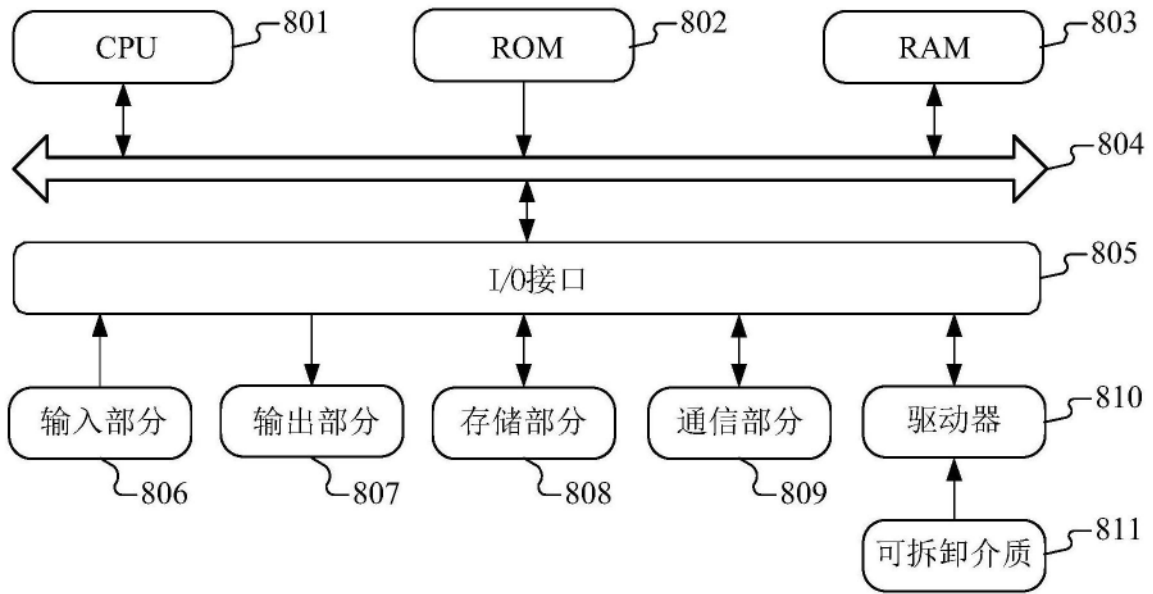 CPU
801
ROM
802
RAM
803
804
I/O接口
805
输入部分
806
输出部分
807
存储部分
808
通信部分
809
驱动器
810
可拆卸介质
811